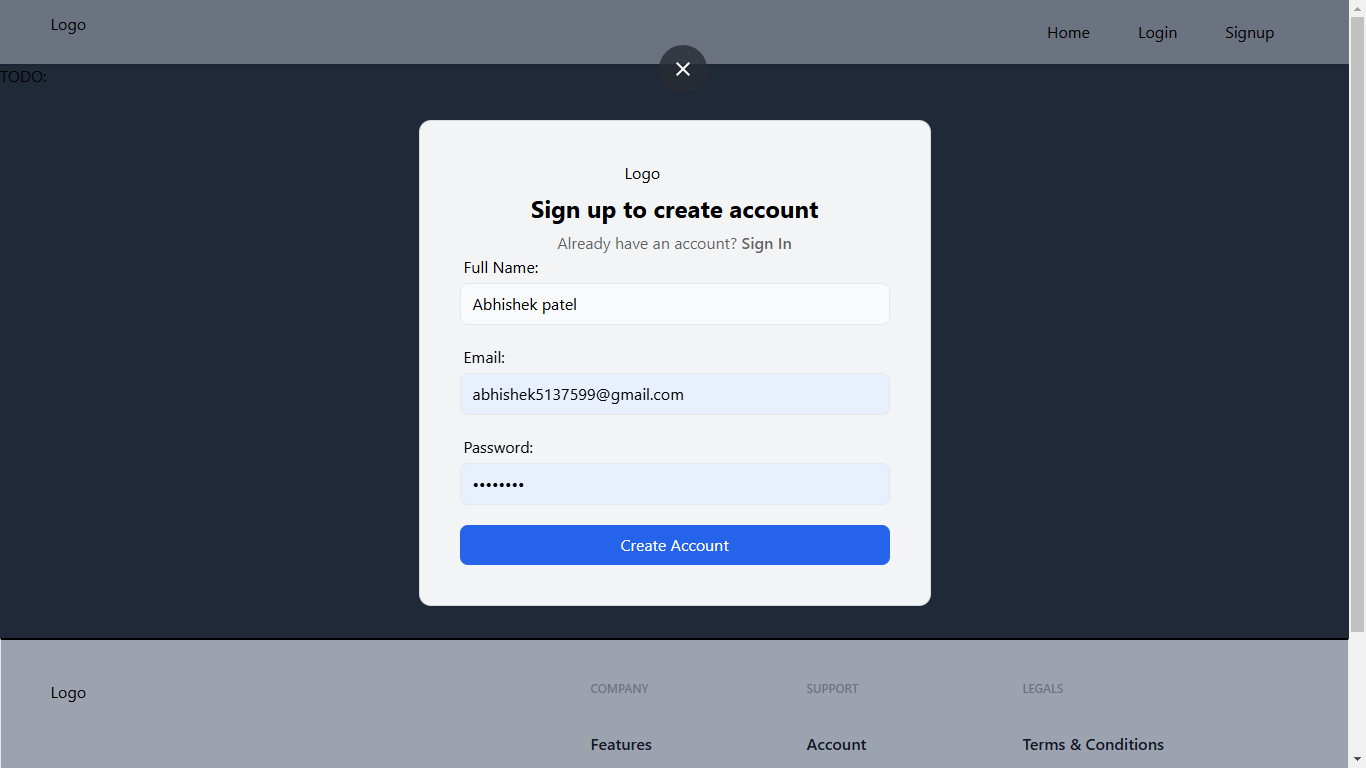 Logo
Home Login Signup
TODO:
Logo
Sign up to create account
Already have an account? Sign In
Full Name:
Abhishek patel
Email:
abhishek5137599@gmail.com
Password:
••••••••
Create Account
Logo
COMPANY SUPPORT LEGALS
Features Account Terms & Conditions